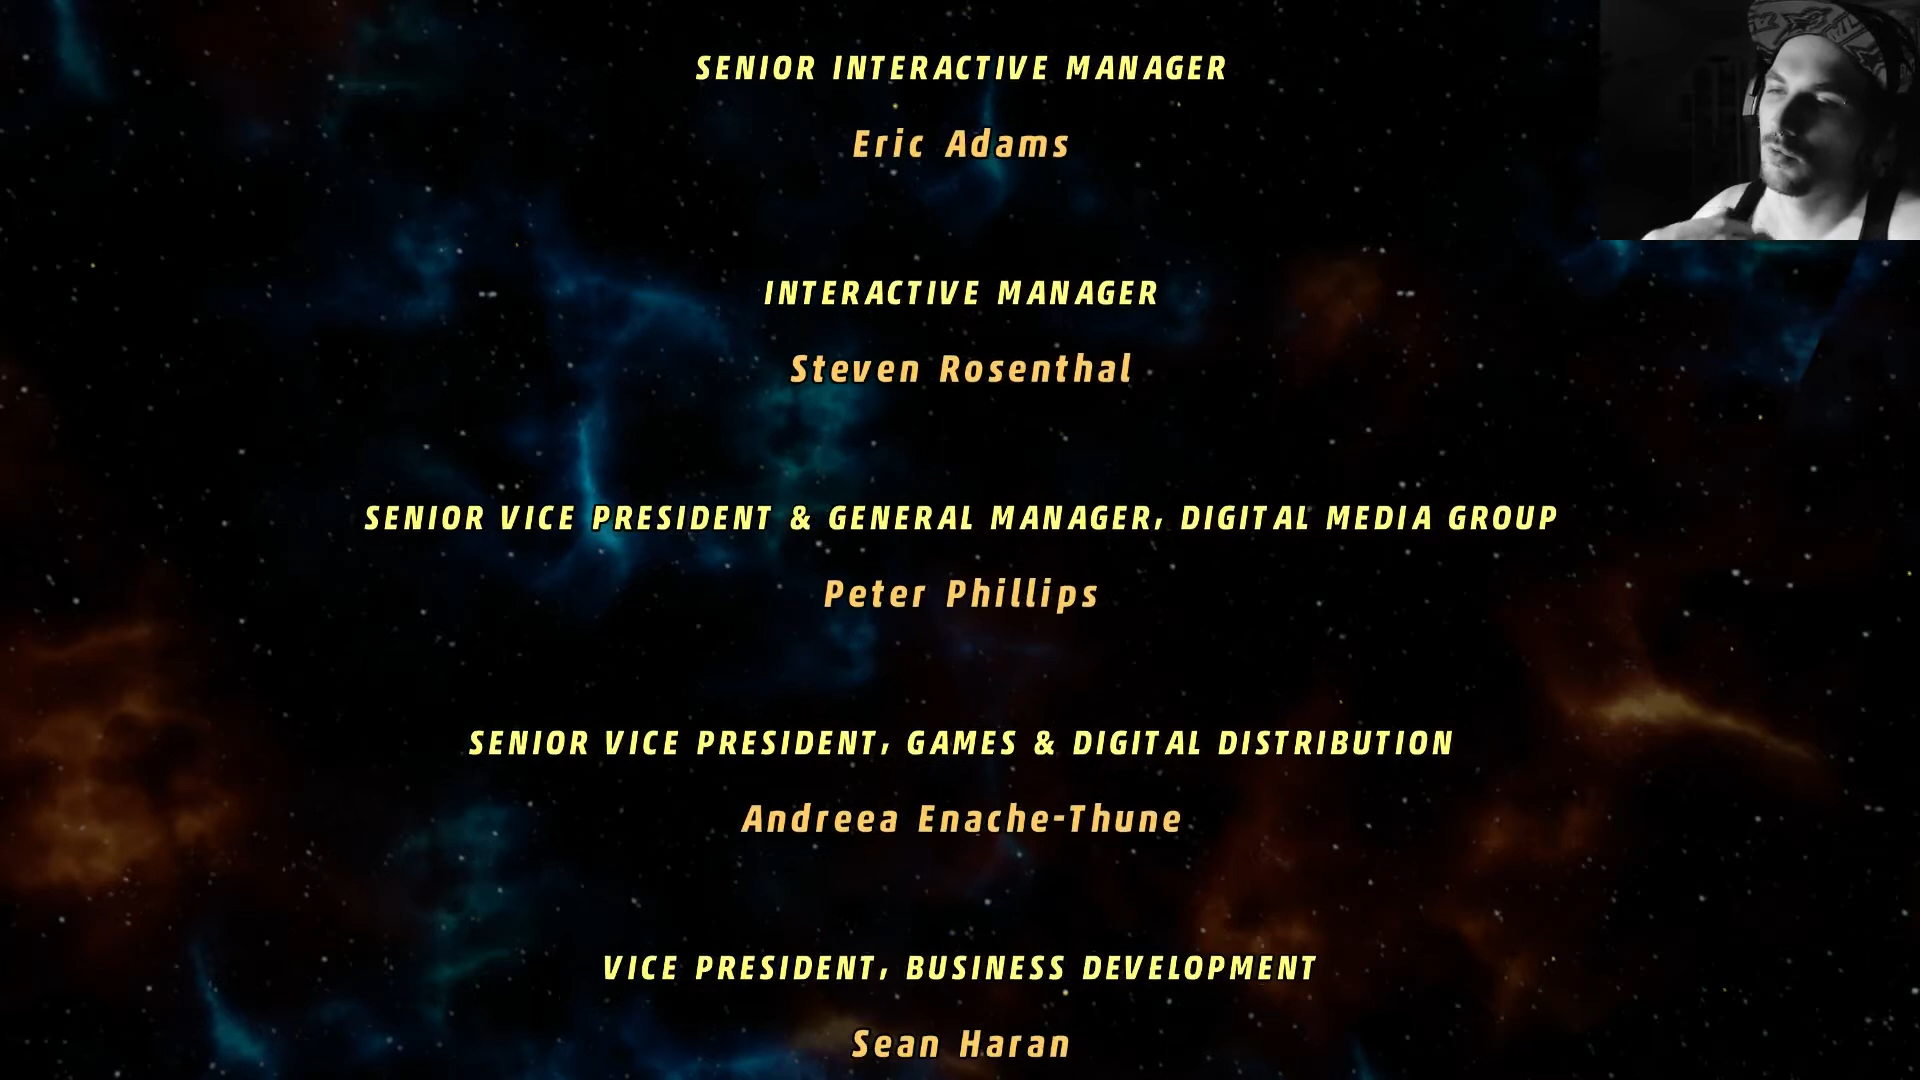 SENIOR INTERACTIVE MANAGER
Eric Adams
INTERACTIVE MANAGER
Steven Rosenthal
SENIOR VICE PRESIDENT & GENERAL MANAGER, DIGITAL MEDIA GROUP
Peter Phillips
SENIOR VICE PRESIDENT, GAMES & DIGITAL DISTRIBUTION
Andreea Enache-Thune
VICE PRESIDENT, BUSINESS DEVELOPMENT
Sean Haran